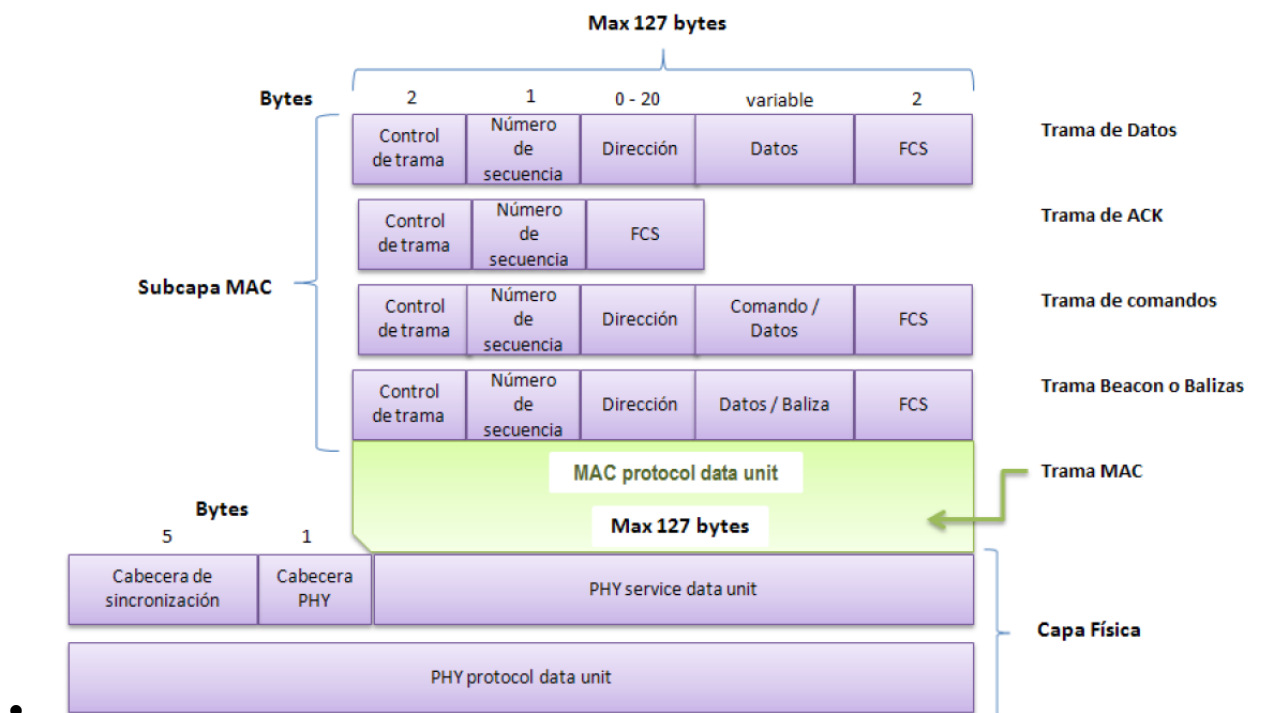 Max 127 bytes
Bytes
2
1
0 - 20
variable
2
Control
de trama
Número
de
secuencia
Dirección
Datos
FCS
Trama de Datos
Control
de trama
Número
de
secuencia
FCS
Trama de ACK
Subcapa MAC
Control
de trama
Número
de
secuencia
Dirección
Comando /
Datos
FCS
Trama de comandos
Control
de trama
Número
de
secuencia
Dirección
Datos / Baliza
FCS
Trama Beacon o Balizas
MAC protocol data unit
Trama MAC
Max 127 bytes
Bytes
5
1
Cabecera de
sincronización
Cabecera
PHY
PHY service data unit
Capa Física
PHY protocol data unit